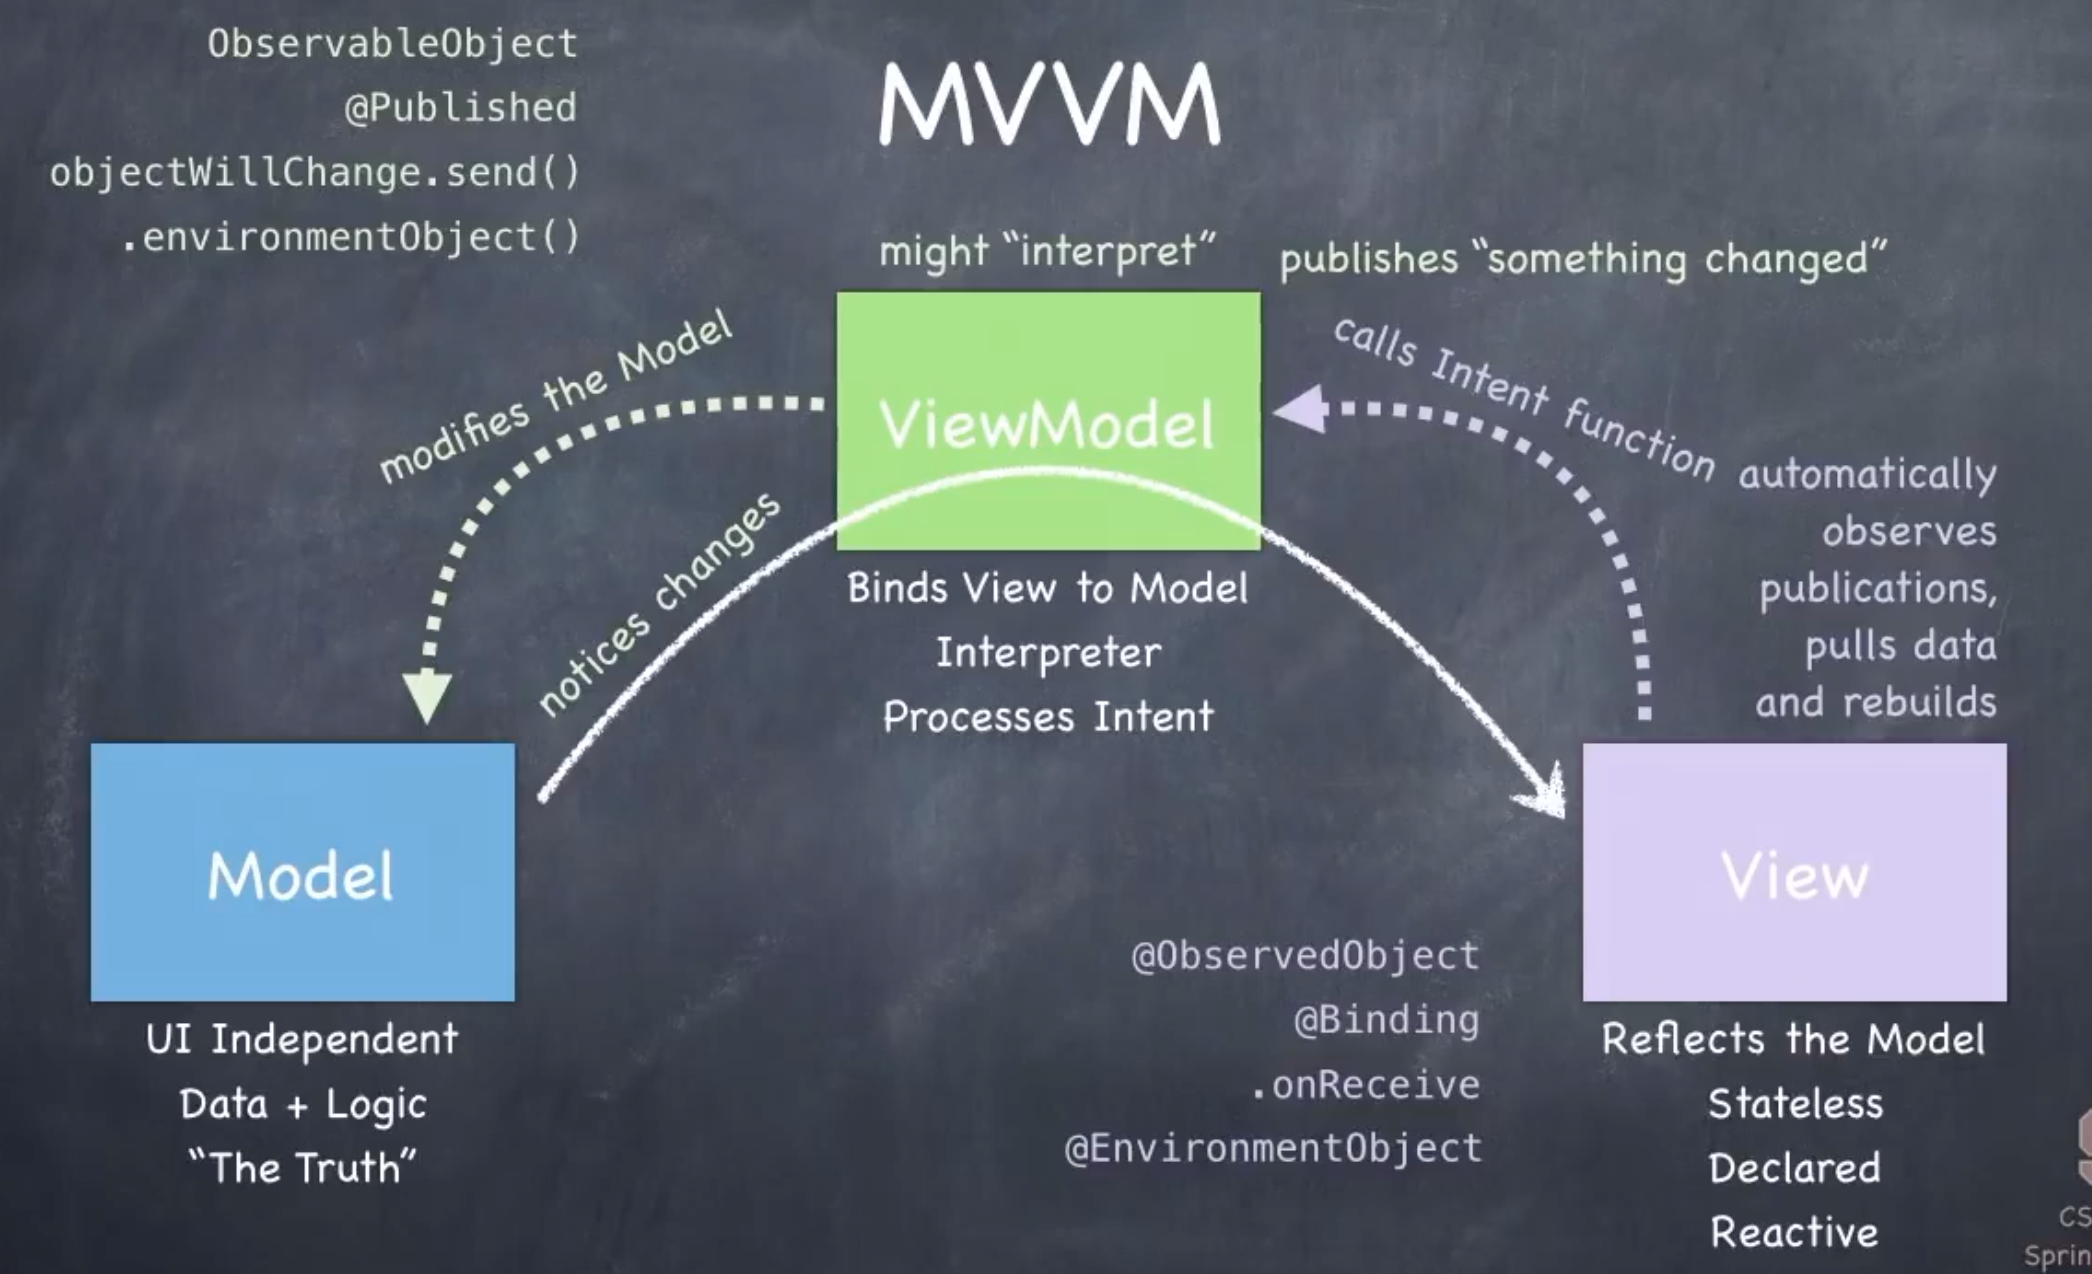 ObservableObject
@Published
objectWillChange.send()
.environmentObject()
MVVM
might “interpret”
publishes “something changed”
modifies the Model
calls Intent function
ViewModel
notices changes
automatically
observes
publications,
pulls data
and rebuilds
Binds View to Model
Interpreter
Processes Intent
Model
UI Independent
Data + Logic
“The Truth”
View
@ObservedObject
@Binding
.onReceive
@EnvironmentObject
Reflects the Model
Stateless
Declared
Reactive
CS
Sprin